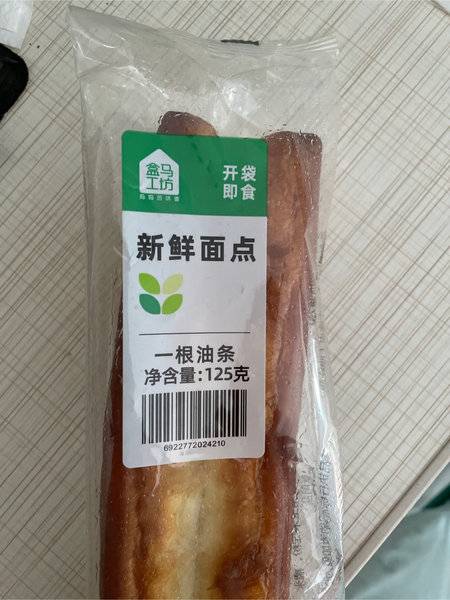 盒马
工坊
开袋
即食
新鲜面点
一根油条
净含量:125克
6922772024210